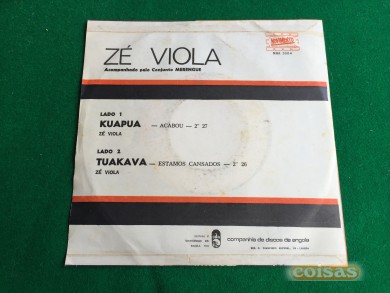 ZÉ VIOLA
Acompanhado pelo Conjunto MERENGUE
LADO 1
KUAPUA — ACABOU — 2' 27
ZÉ VIOLA
LADO 2
TUAKAVA — ESTAMOS CANSADOS — 2' 26
ZÉ VIOLA
companhia de discos de angola
coisas